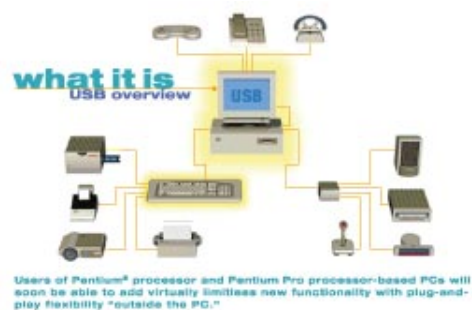 what it is
USB overview
USB
Users of Pentium® processor and Pentium Pro processor-based PCs will
soon be able to add virtually limitless new functionality with plug-and-
play flexibility "outside the PC."